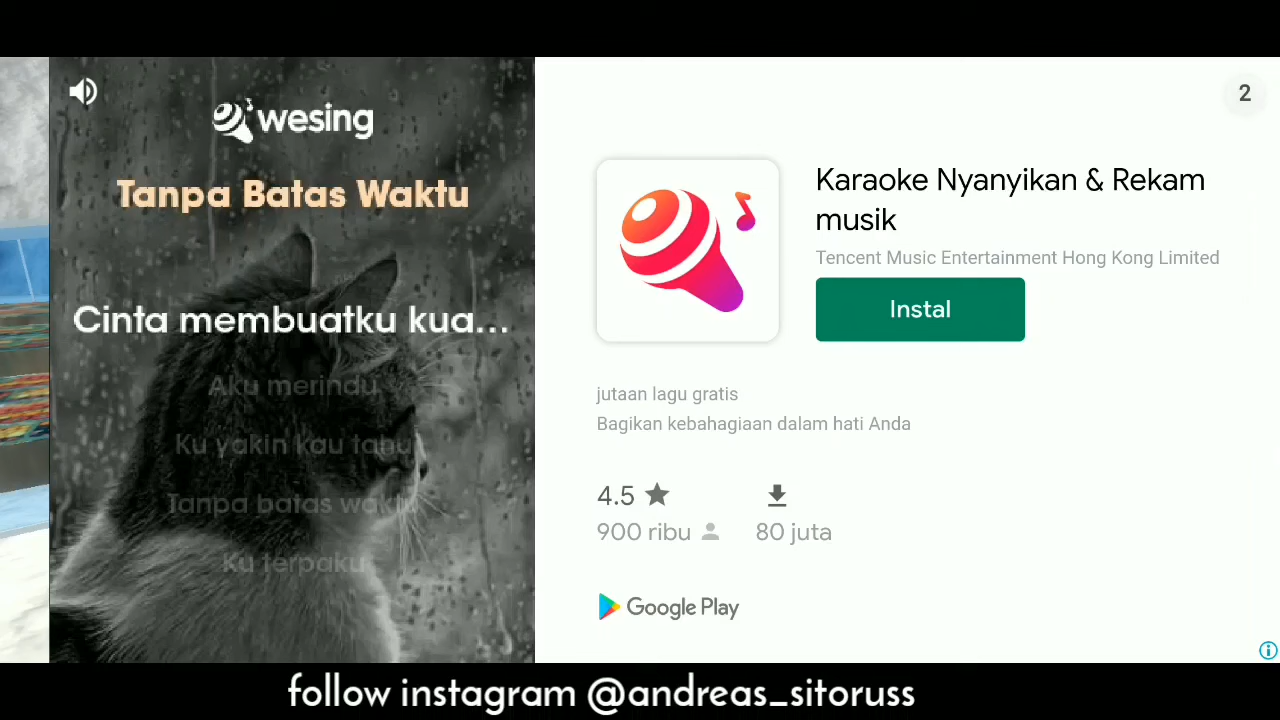 wesing
Tanpa Batas Waktu
Cinta membuatku kua...
Aku merindu
Ku yakin kau tahu
Tanpa batas waktu
Ku terpaku
2
Karaoke Nyanyikan & Rekam
musik
Tencent Music Entertainment Hong Kong Limited
Instal
jutaan lagu gratis
Bagikan kebahagiaan dalam hati Anda
4.5
900 ribu
80 juta
Google Play
follow instagram @andreas_sitoruss